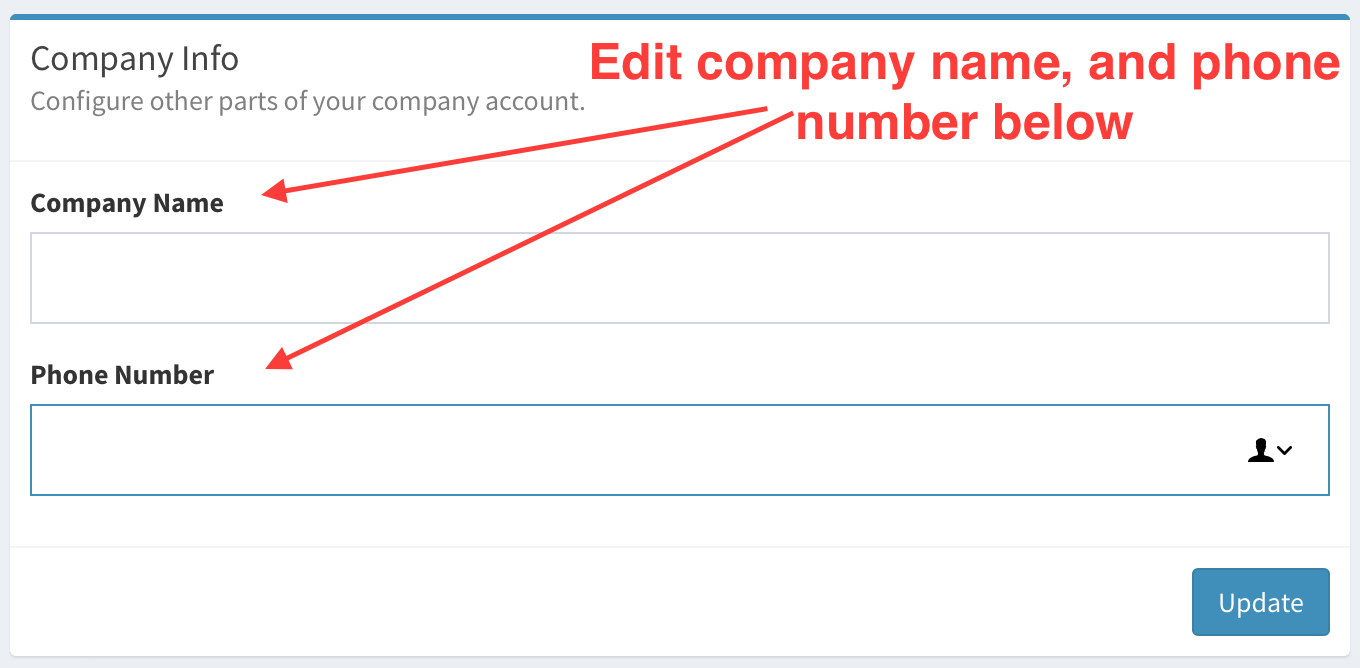 Company Info
Edit company name, and phone
number below
Configure other parts of your company account.
Company Name
Phone Number
Update